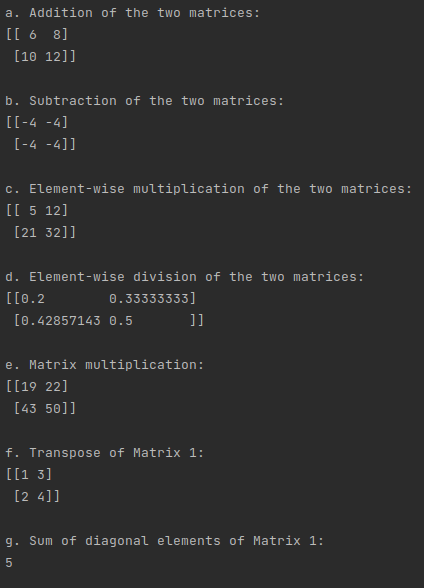 a. Addition of the two matrices:
[[ 6  8]
 [10 12]]
b. Subtraction of the two matrices:
[[-4 -4]
 [-4 -4]]
c. Element-wise multiplication of the two matrices:
[[ 5 12]
 [21 32]]
d. Element-wise division of the two matrices:
[[0.2        0.33333333]
 [0.42857143 0.5       ]]
e. Matrix multiplication:
[[19 22]
 [43 50]]
f. Transpose of Matrix 1:
[[1 3]
 [2 4]]
g. Sum of diagonal elements of Matrix 1:
5